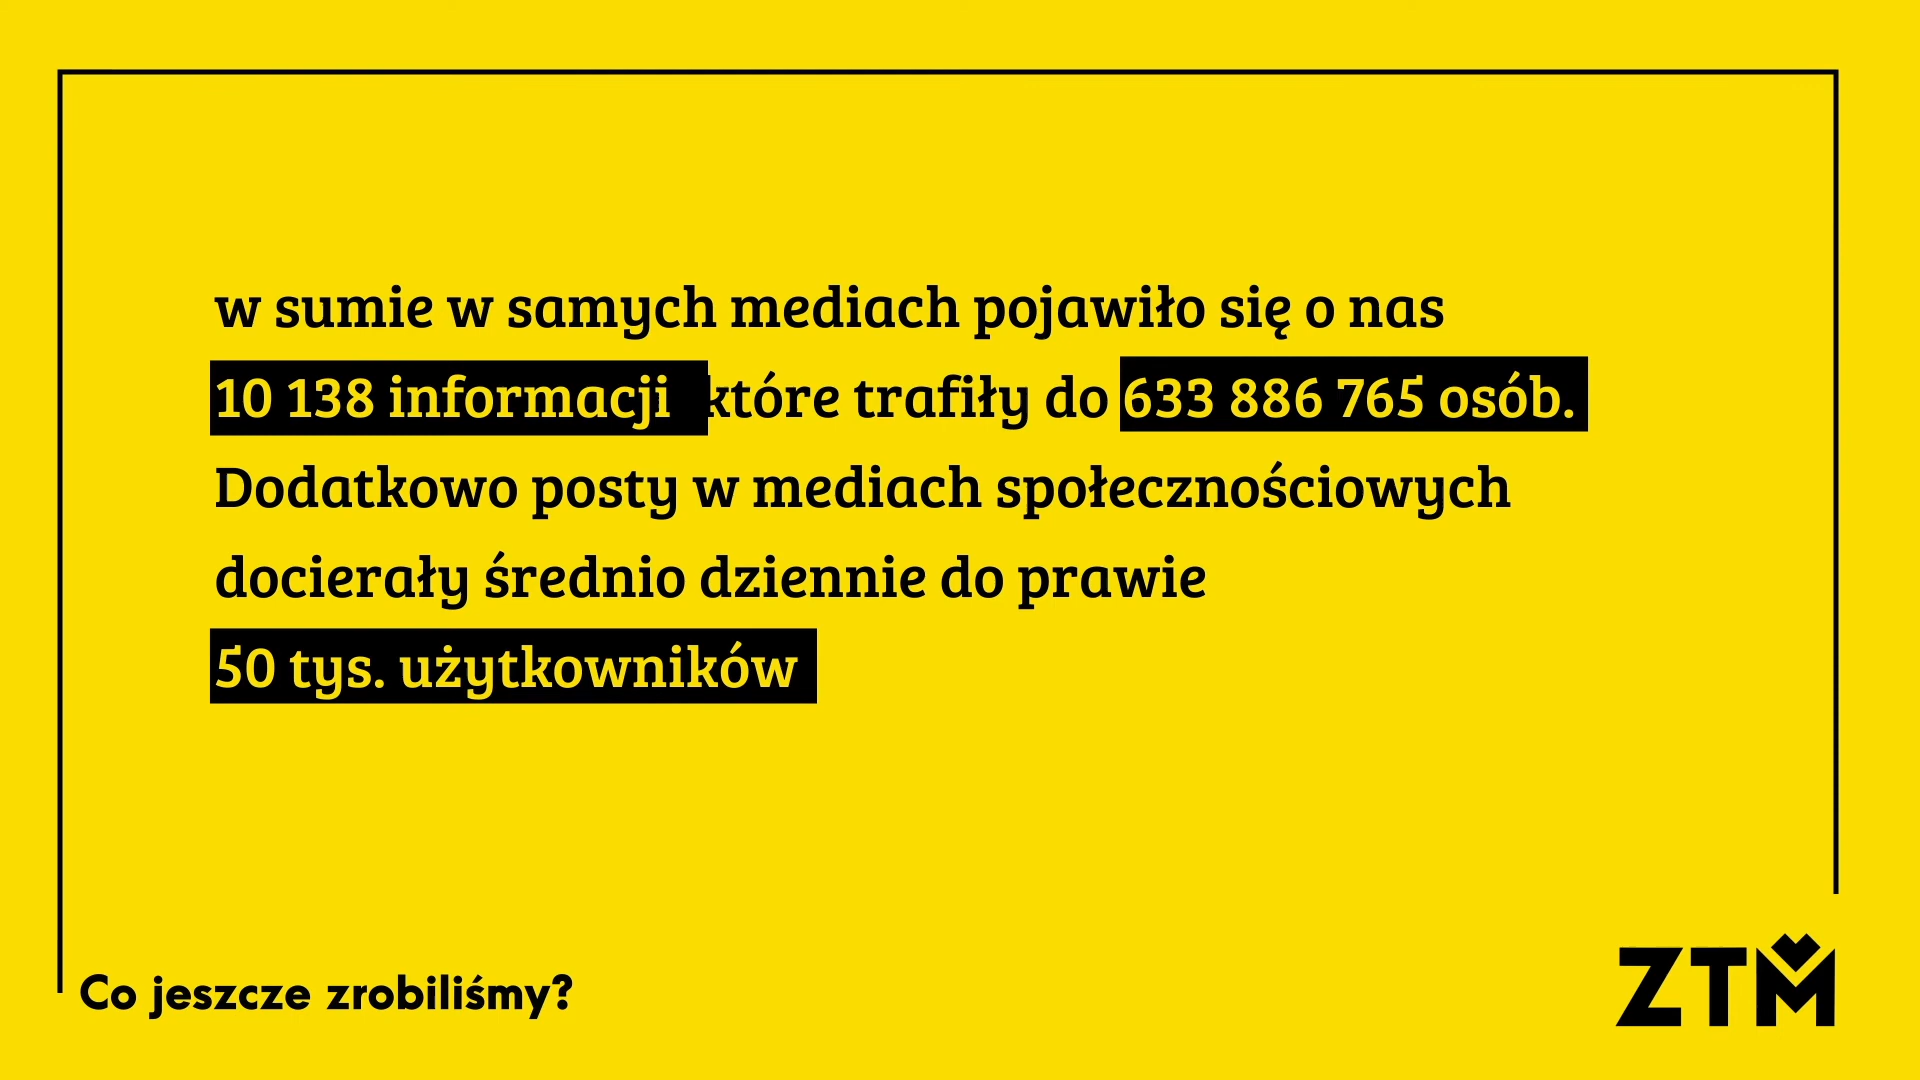 w sumie w samych mediach pojawiło się o nas
10 138 informacji które trafiły do 633 886 765 osób.
Dodatkowo posty w mediach społecznościowych
docierały średnio dziennie do prawie
50 tys. użytkowników
Co jeszcze zrobiliśmy?
ZTM